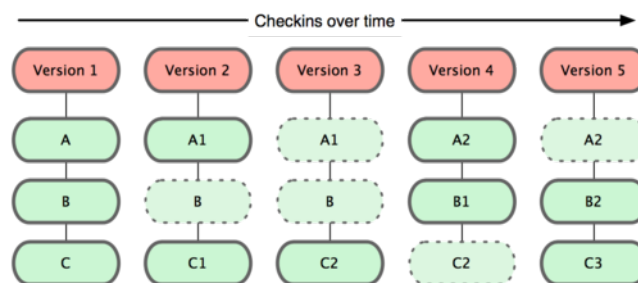 Checkins over time
Version 1 Version 2 Version 3 Version 4 Version 5
A A1 A1 A2 A2
B B B B1 B2
C C1 C2 C2 C3